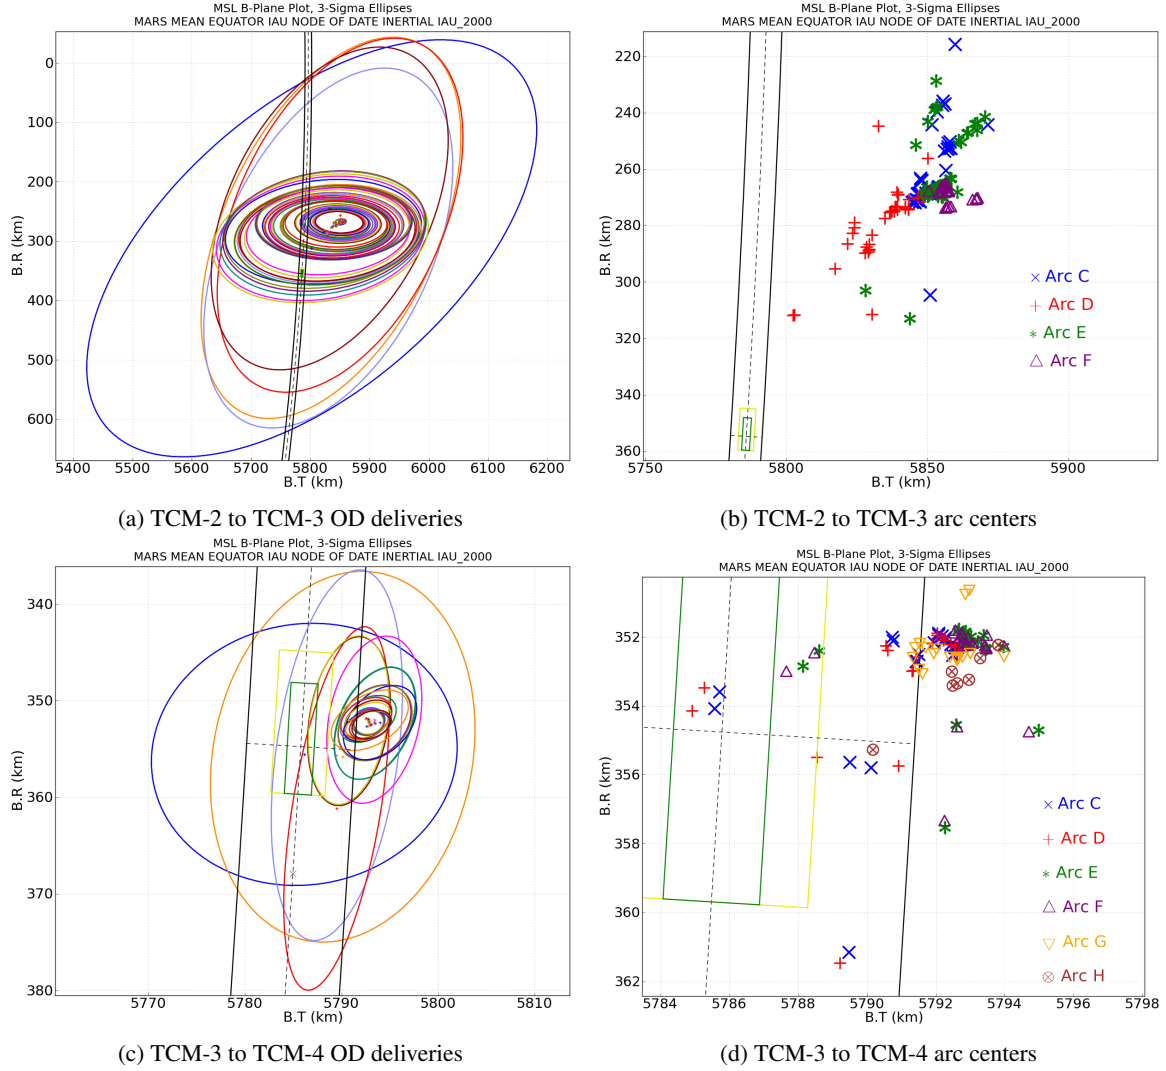 MSL B-Plane Plot, 3-Sigma Ellipses
MARS MEAN EQUATOR IAU NODE OF DATE INERTIAL IAU_2000
0
100
200
300
400
500
600
B.R (km)
5400 5500 5600 5700 5800 5900 6000 6100 6200
B.T (km)
(a) TCM-2 to TCM-3 OD deliveries
MSL B-Plane Plot, 3-Sigma Ellipses
MARS MEAN EQUATOR IAU NODE OF DATE INERTIAL IAU_2000
220
240
260
280
300
320
340
360
B.R (km)
Arc C
Arc D
Arc E
Arc F
5750 5800 5850 5900
B.T (km)
(b) TCM-2 to TCM-3 arc centers
MSL B-Plane Plot, 3-Sigma Ellipses
MARS MEAN EQUATOR IAU NODE OF DATE INERTIAL IAU_2000
340
350
360
370
380
B.R (km)
5770 5780 5790 5800 5810
B.T (km)
(c) TCM-3 to TCM-4 OD deliveries
MSL B-Plane Plot, 3-Sigma Ellipses
MARS MEAN EQUATOR IAU NODE OF DATE INERTIAL IAU_2000
352
354
356
358
360
362
B.R (km)
Arc C
Arc D
Arc E
Arc F
Arc G
Arc H
5784 5786 5788 5790 5792 5794 5796 5798
B.T (km)
(d) TCM-3 to TCM-4 arc centers